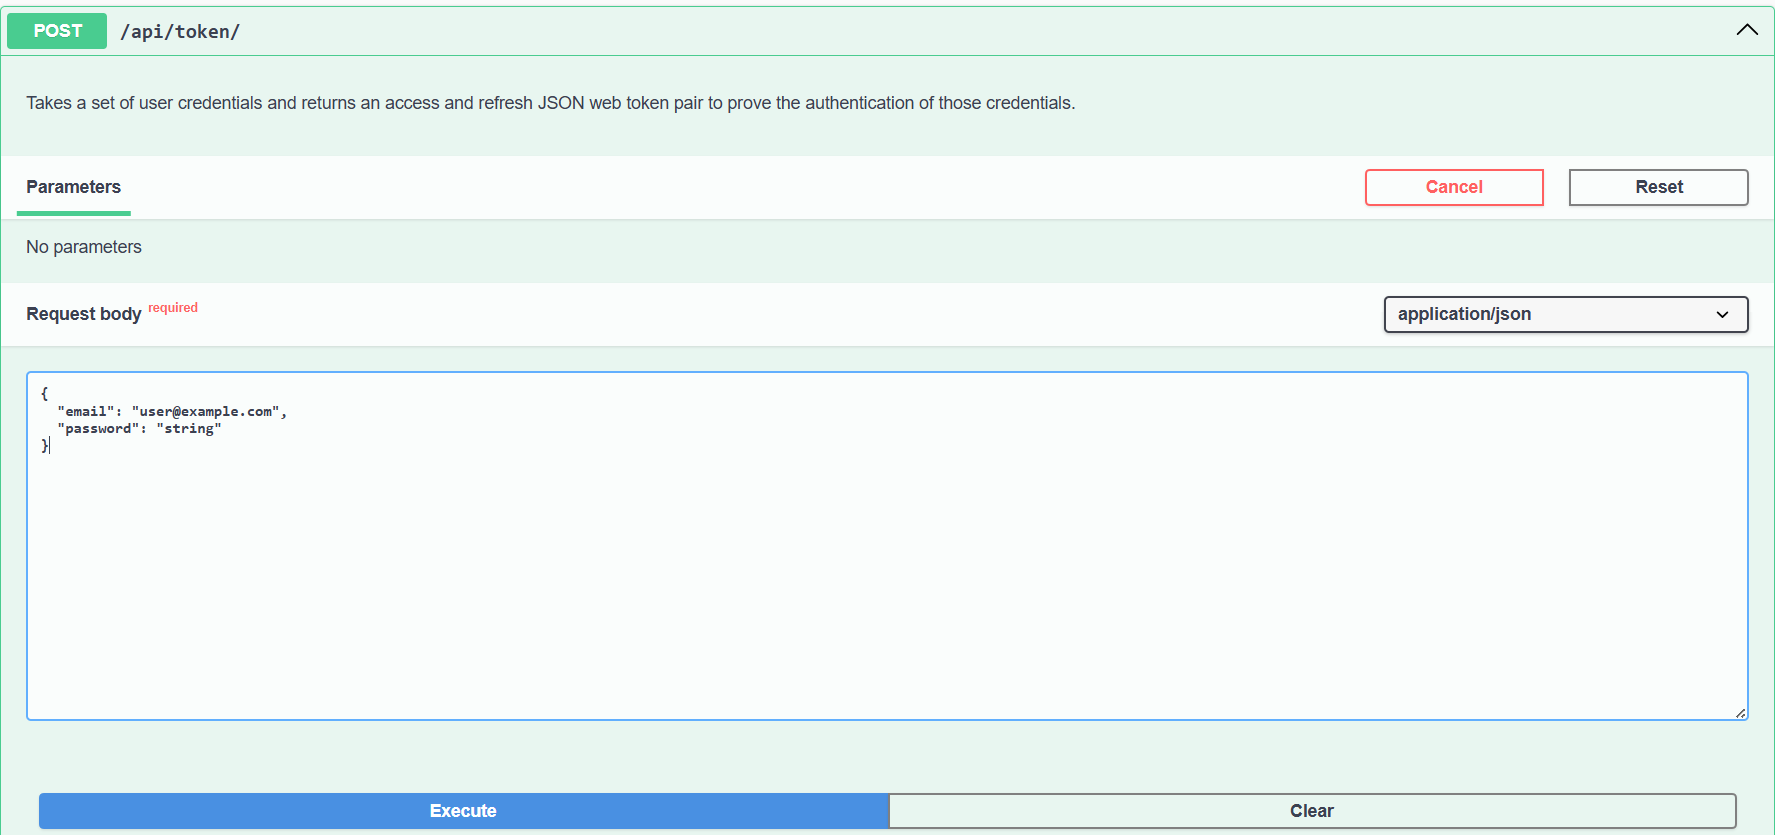 POST /api/token/
Takes a set of user credentials and returns an access and refresh JSON web token pair to prove the authentication of those credentials.
Parameters Cancel Reset
No parameters
Request body required application/json
{
  "email": "user@example.com",
  "password": "string"
}
Execute Clear